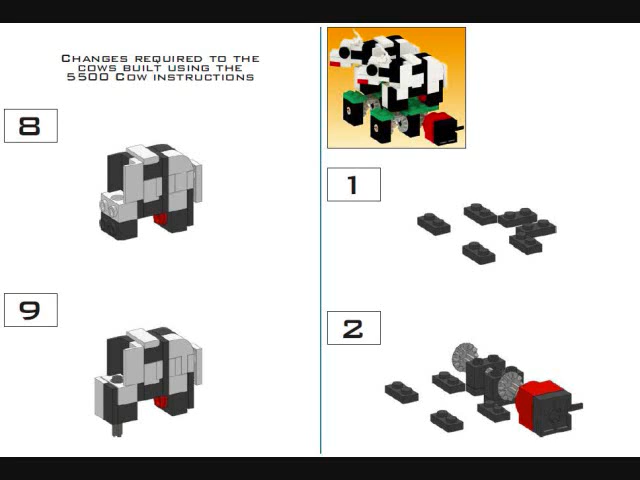 Changes required to the
cows built using the
5500 Cow instructions
8
9
1
2